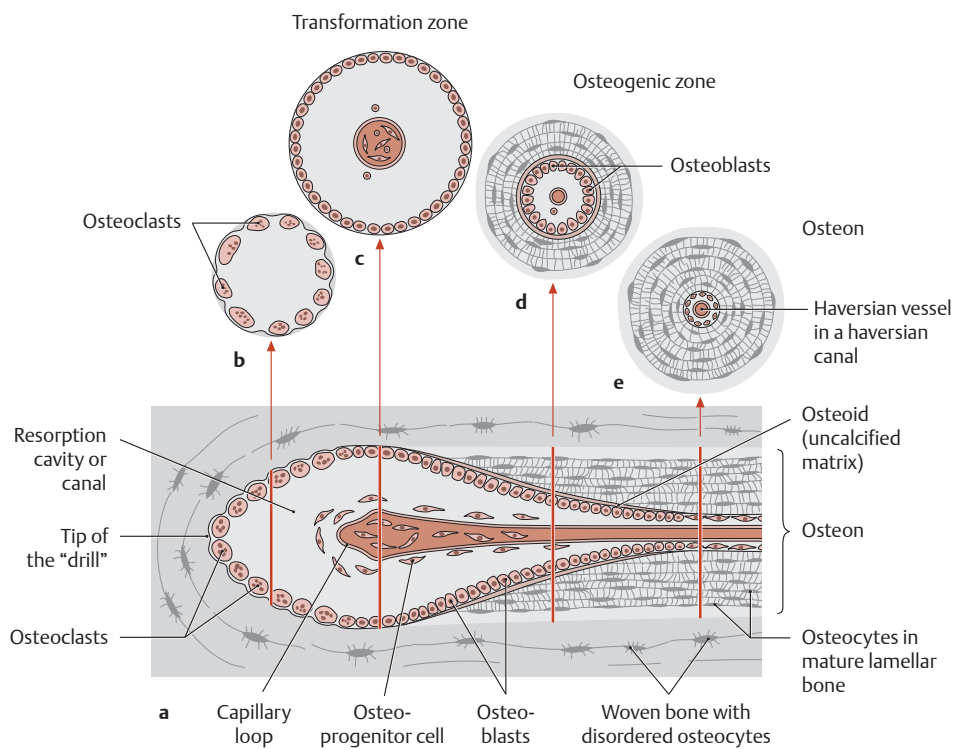 Transformation zone
Osteogenic zone
Osteoblasts
Osteoclasts
Osteon
c
d
b
Haversian vessel
in a haversian
canal
e
Resorption
cavity or
canal
Osteoid
(uncalcified
matrix)
Tip of
the “drill”
Osteon
Osteoclasts
Osteocytes in
mature lamellar
bone
a
Capillary
loop
Osteo-
progenitor cell
Osteo-
blasts
Woven bone with
disordered osteocytes